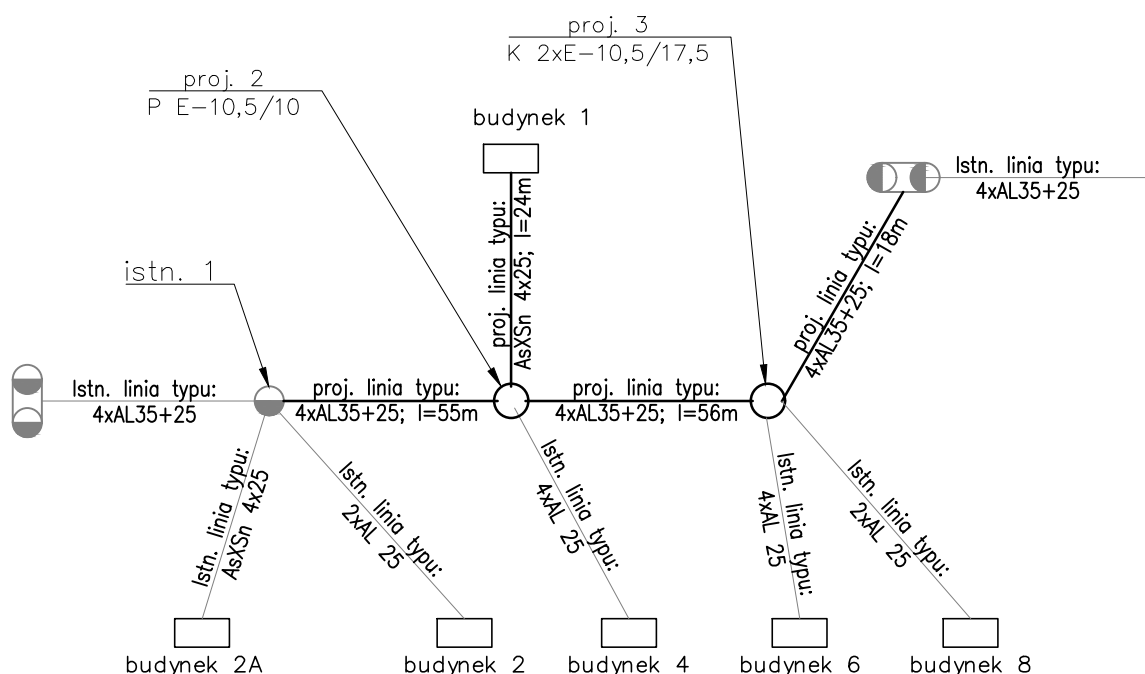 proj. 3
K 2xE-10,5/17,5
proj. 2
P E-10,5/10
budynek 1
proj. linia typu:
AsXSn 4x25; l=24m
Istn. linia typu:
4xAL35+25
proj. linia typu:
4xAL35+25; l=18m
istn. 1
Istn. linia typu:
4xAL35+25
proj. linia typu:
4xAL35+25; l=55m
proj. linia typu:
4xAL35+25; l=56m
Istn. linia typu:
AsXSn 4x25
Istn. linia typu:
2xAL 25
Istn. linia typu:
4xAL 25
Istn. linia typu:
4xAL 25
Istn. linia typu:
2xAL 25
budynek 2A
budynek 2
budynek 4
budynek 6
budynek 8